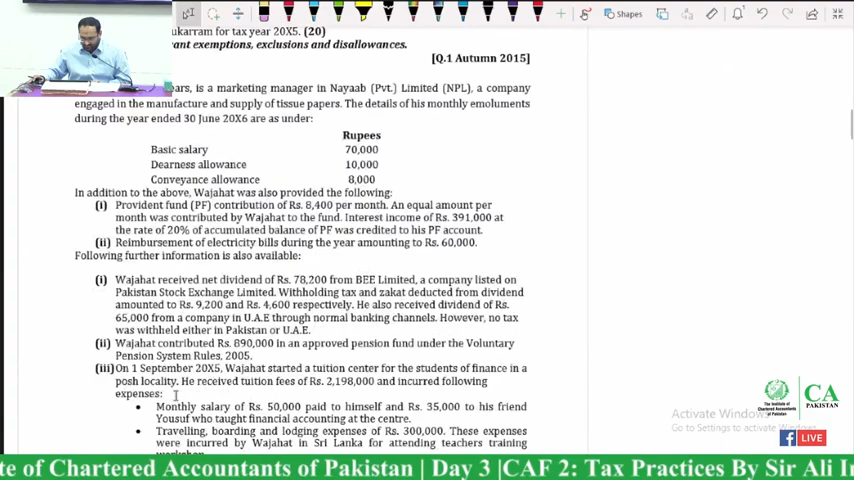 Shapes
ukarram for tax year 20X5. (20)
ant exemptions, exclusions and disallowances.
[Q.1 Autumn 2015]
ars, is a marketing manager in Nayaab (Pvt.) Limited (NPL), a company
engaged in the manufacture and supply of tissue papers. The details of his monthly emoluments
during the year ended 30 June 20X6 are as under:
Rupees
Basic salary 70,000
Dearness allowance 10,000
Conveyance allowance 8,000
In addition to the above, Wajahat was also provided the following:
(i) Provident fund (PF) contribution of Rs. 8,400 per month. An equal amount per
month was contributed by Wajahat to the fund. Interest income of Rs. 391,000 at
the rate of 20% of accumulated balance of PF was credited to his PF account.
(ii) Reimbursement of electricity bills during the year amounting to Rs. 60,000.
Following further information is also available:
(i) Wajahat received net dividend of Rs. 78,200 from BEE Limited, a company listed on
Pakistan Stock Exchange Limited. Withholding tax and zakat deducted from dividend
amounted to Rs. 9,200 and Rs. 4,600 respectively. He also received dividend of Rs.
65,000 from a company in U.A.E through normal banking channels. However, no tax
was withheld either in Pakistan or U.A.E.
(ii) Wajahat contributed Rs. 890,000 in an approved pension fund under the Voluntary
Pension System Rules, 2005.
(iii) On 1 September 20X5, Wajahat started a tuition center for the students of finance in a
posh locality. He received tuition fees of Rs. 2,198,000 and incurred following
expenses:
• Monthly salary of Rs. 50,000 paid to himself and Rs. 35,000 to his friend
Yousuf who taught financial accounting at the centre.
• Travelling, boarding and lodging expenses of Rs. 300,000. These expenses
were incurred by Wajahat in Sri Lanka for attending teachers training
workshop.
Activate Windows
Go to Settings to activate Windows.
The Institute of
Chartered Accountants
of Pakistan
CA
PAKISTAN
f LIVE
te of Chartered Accountants of Pakistan | Day 3 |CAF 2: Tax Practices By Sir Ali In